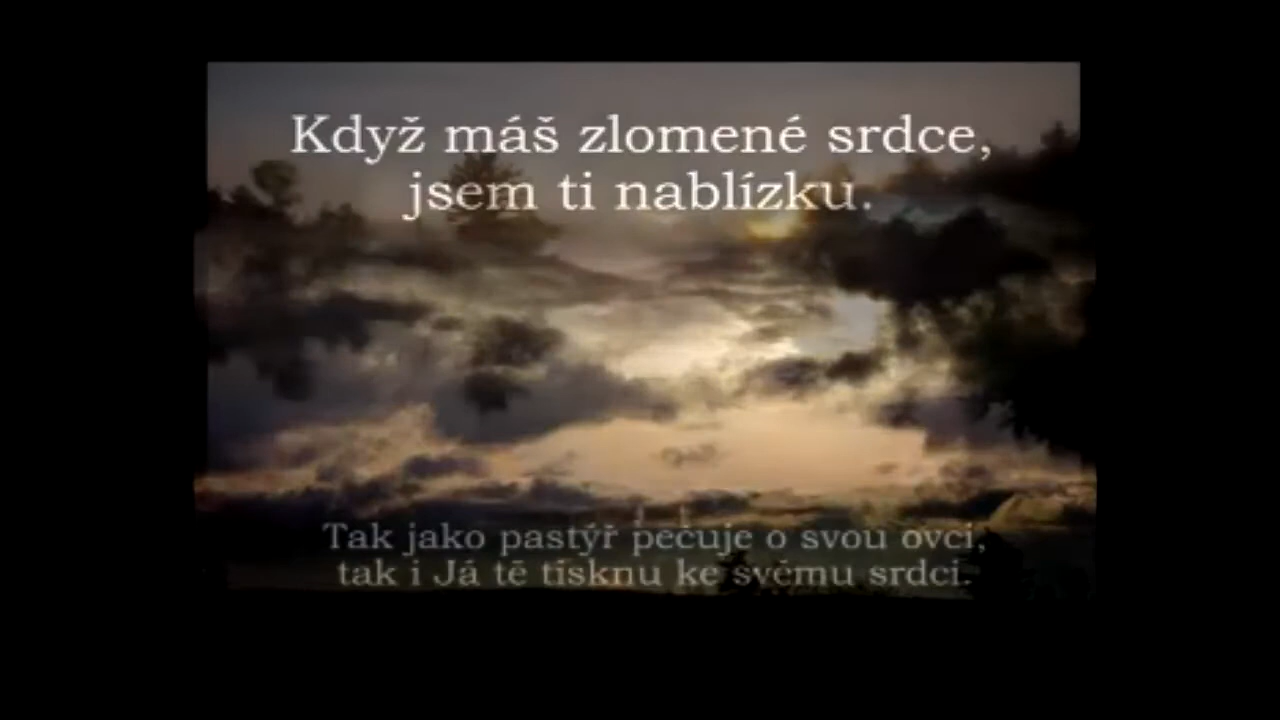 Když máš zlomené srdce,
jsem ti nablízku.
Tak jako pastýř pečuje o svou ovci,
tak i Já tě tisknu ke svému srdci.